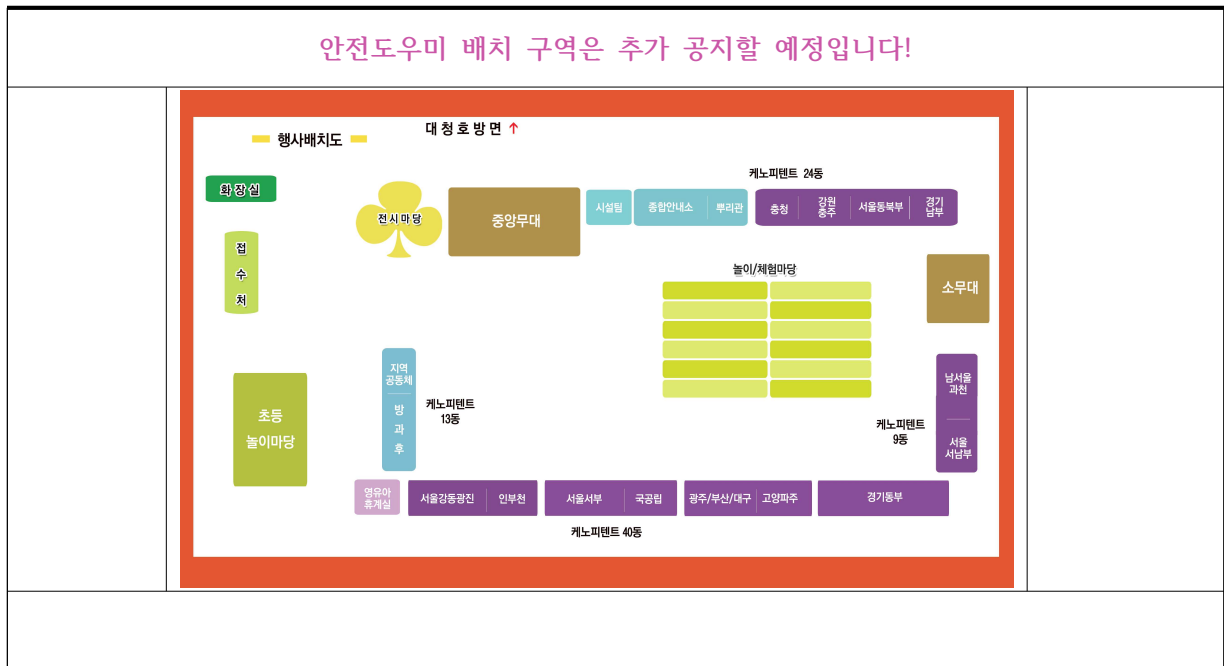 안전도우미 배치 구역은 추가 공지할 예정입니다!
행사배치도
대청호방면 ↑
화장실
접
수
처
전시마당
중앙무대
시설팀
종합안내소
뿌리관
케노피텐트 24동
충청
강원
충주
서울동북부
경기
남부
놀이/체험마당
소무대
초등
놀이마당
지역
공동체
방
과
후
케노피텐트
13동
케노피텐트
9동
남서울
과천
서울
서남부
영유아
휴게실
서울강동광진
인부천
서울서부
국공립
광주/부산/대구
고양파주
경기동부
케노피텐트 40동